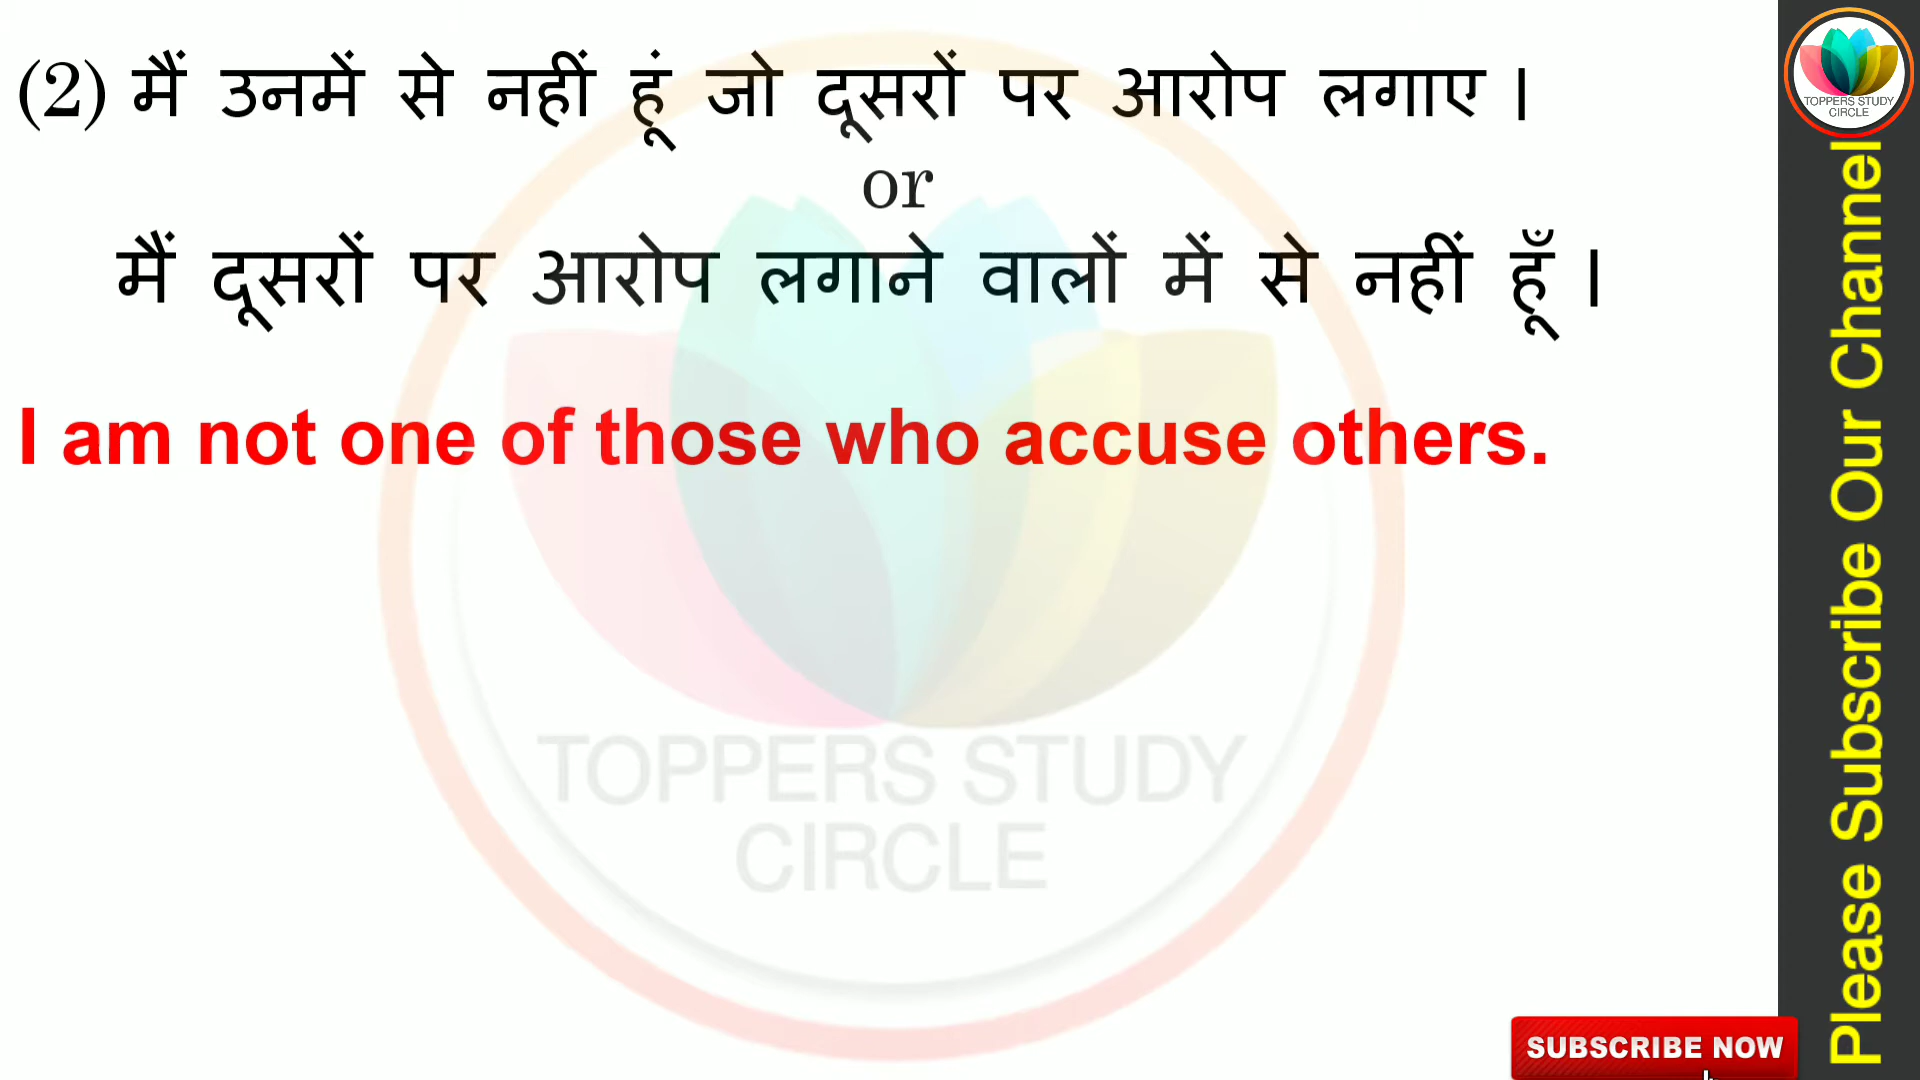 (2) मैं उनमें से नहीं हूं जो दूसरों पर आरोप लगाए ।
or
मैं दूसरों पर आरोप लगाने वालों में से नहीं हूँ ।
I am not one of those who accuse others.
TOPPERS STUDY
CIRCLE
TOPPERS STUDY
CIRCLE
Please Subscribe Our Channel
SUBSCRIBE NOW